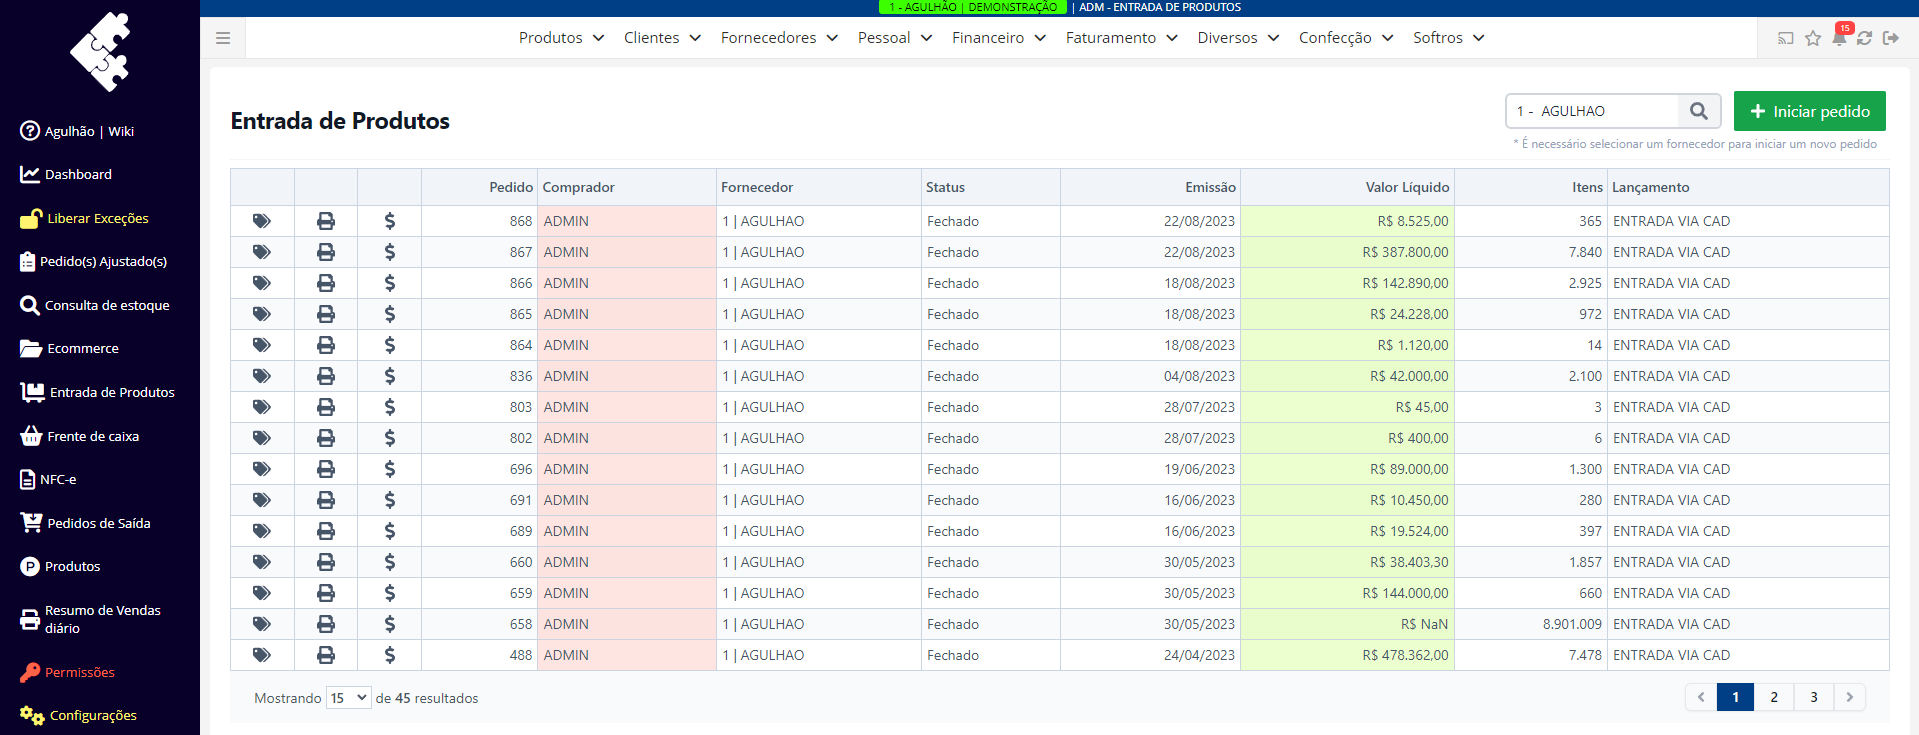 1 - AGULHÃO | DEMONSTRAÇÃO | ADM - ENTRADA DE PRODUTOS
Produtos Clientes Fornecedores Pessoal Financeiro Faturamento Diversos Confecção Softros 15
Agulhão | Wiki
Dashboard
Liberar Exceções
Pedido(s) Ajustado(s)
Consulta de estoque
Ecommerce
Entrada de Produtos
Frente de caixa
NFC-e
Pedidos de Saída
Produtos
Resumo de Vendas
diário
Permissões
Configurações
Entrada de Produtos
1 - AGULHAO Iniciar pedido
* É necessário selecionar um fornecedor para iniciar um novo pedido
Pedido Comprador Fornecedor Status Emissão Valor Líquido Itens Lançamento
868 ADMIN 1 | AGULHAO Fechado 22/08/2023 R$ 8.525,00 365 ENTRADA VIA CAD
867 ADMIN 1 | AGULHAO Fechado 22/08/2023 R$ 387.800,00 7.840 ENTRADA VIA CAD
866 ADMIN 1 | AGULHAO Fechado 18/08/2023 R$ 142.890,00 2.925 ENTRADA VIA CAD
865 ADMIN 1 | AGULHAO Fechado 18/08/2023 R$ 24.228,00 972 ENTRADA VIA CAD
864 ADMIN 1 | AGULHAO Fechado 18/08/2023 R$ 1.120,00 14 ENTRADA VIA CAD
836 ADMIN 1 | AGULHAO Fechado 04/08/2023 R$ 42.000,00 2.100 ENTRADA VIA CAD
803 ADMIN 1 | AGULHAO Fechado 28/07/2023 R$ 45,00 3 ENTRADA VIA CAD
802 ADMIN 1 | AGULHAO Fechado 28/07/2023 R$ 400,00 6 ENTRADA VIA CAD
696 ADMIN 1 | AGULHAO Fechado 19/06/2023 R$ 89.000,00 1.300 ENTRADA VIA CAD
691 ADMIN 1 | AGULHAO Fechado 16/06/2023 R$ 10.450,00 280 ENTRADA VIA CAD
689 ADMIN 1 | AGULHAO Fechado 16/06/2023 R$ 19.524,00 397 ENTRADA VIA CAD
660 ADMIN 1 | AGULHAO Fechado 30/05/2023 R$ 38.403,30 1.857 ENTRADA VIA CAD
659 ADMIN 1 | AGULHAO Fechado 30/05/2023 R$ 144.000,00 660 ENTRADA VIA CAD
658 ADMIN 1 | AGULHAO Fechado 30/05/2023 R$ NaN 8.901.009 ENTRADA VIA CAD
488 ADMIN 1 | AGULHAO Fechado 24/04/2023 R$ 478.362,00 7.478 ENTRADA VIA CAD
Mostrando 15 de 45 resultados 1 2 3